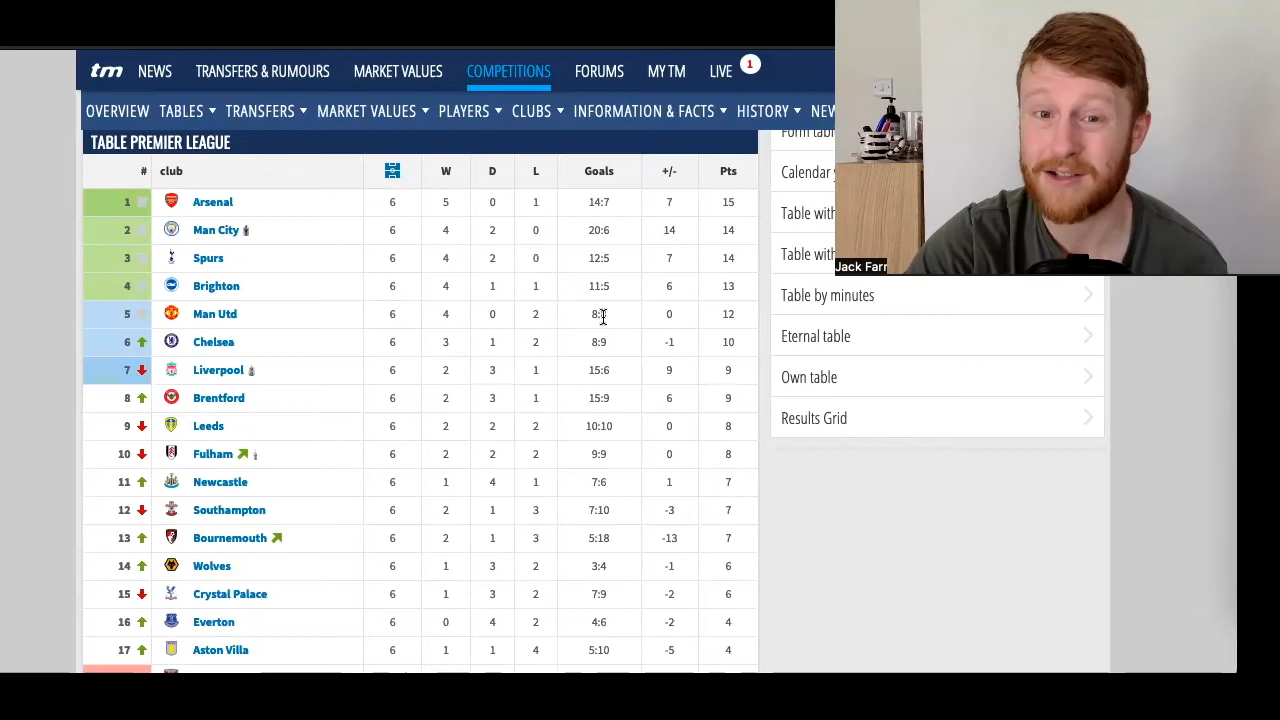 tm NEWS TRANSFERS & RUMOURS MARKET VALUES COMPETITIONS FORUMS MY TM LIVE 1
OVERVIEW TABLES TRANSFERS MARKET VALUES PLAYERS CLUBS INFORMATION & FACTS HISTORY
TABLE PREMIER LEAGUE
# club W D L Goals +/- Pts
1 Arsenal 6 5 0 1 14:7 7 15
2 Man City 6 4 2 0 20:6 14 14
3 Spurs 6 4 2 0 12:5 7 14
4 Brighton 6 4 1 1 11:5 6 13
5 Man Utd 6 4 0 2 0 12
6 Chelsea 6 3 1 2 8:9 -1 10
7 Liverpool 6 2 3 1 15:6 9 9
8 Brentford 6 2 3 1 15:9 6 9
9 Leeds 6 2 2 2 10:10 0 8
10 Fulham 6 2 2 2 9:9 0 8
11 Newcastle 6 1 4 1 7:6 1 7
12 Southampton 6 2 1 3 7:10 -3 7
13 Bournemouth 6 2 1 3 5:18 -13 7
14 Wolves 6 1 3 2 3:4 -1 6
15 Crystal Palace 6 1 3 2 7:9 -2 6
16 Everton 6 0 4 2 4:6 -2 4
17 Aston Villa 6 1 1 4 5:10 -5 4
Form
Calendar
Table with
Table with
Table by minutes
Eternal table
Own table
Results Grid
Jack Farr